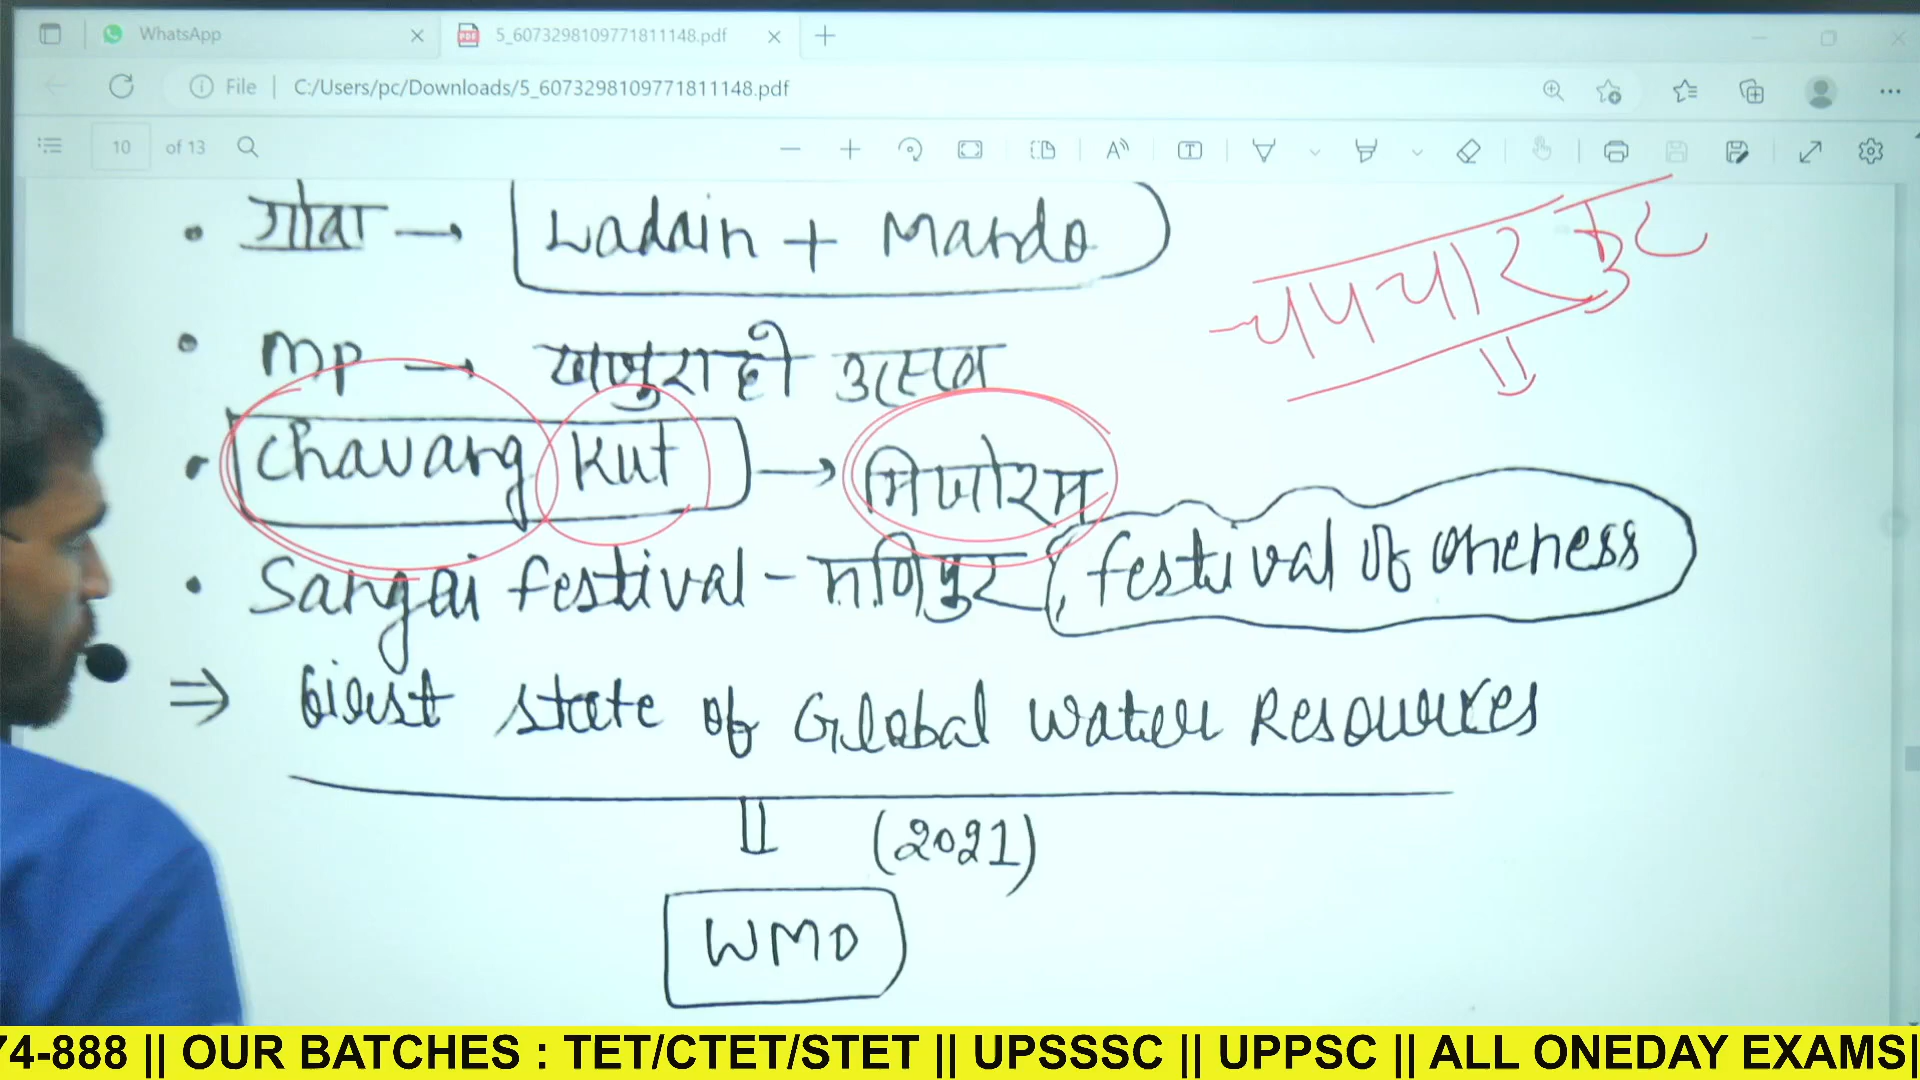 WhatsApp 5_6073298109771811148.pdf
File C:/Users/pc/Downloads/5_6073298109771811148.pdf
10 of 13
गोवा → Ladain + Mando
MP → खजुराहो उत्सव
चपचार कुट
Chavang Kut → मिजोरम
Sangai festival - मणिपुर (festival of oneness
⇒ first state of Global Water Resources
(2021)
WMO
74-888 || OUR BATCHES : TET/CTET/STET || UPSSSC || UPPSC || ALL ONEDAY EXAMS|